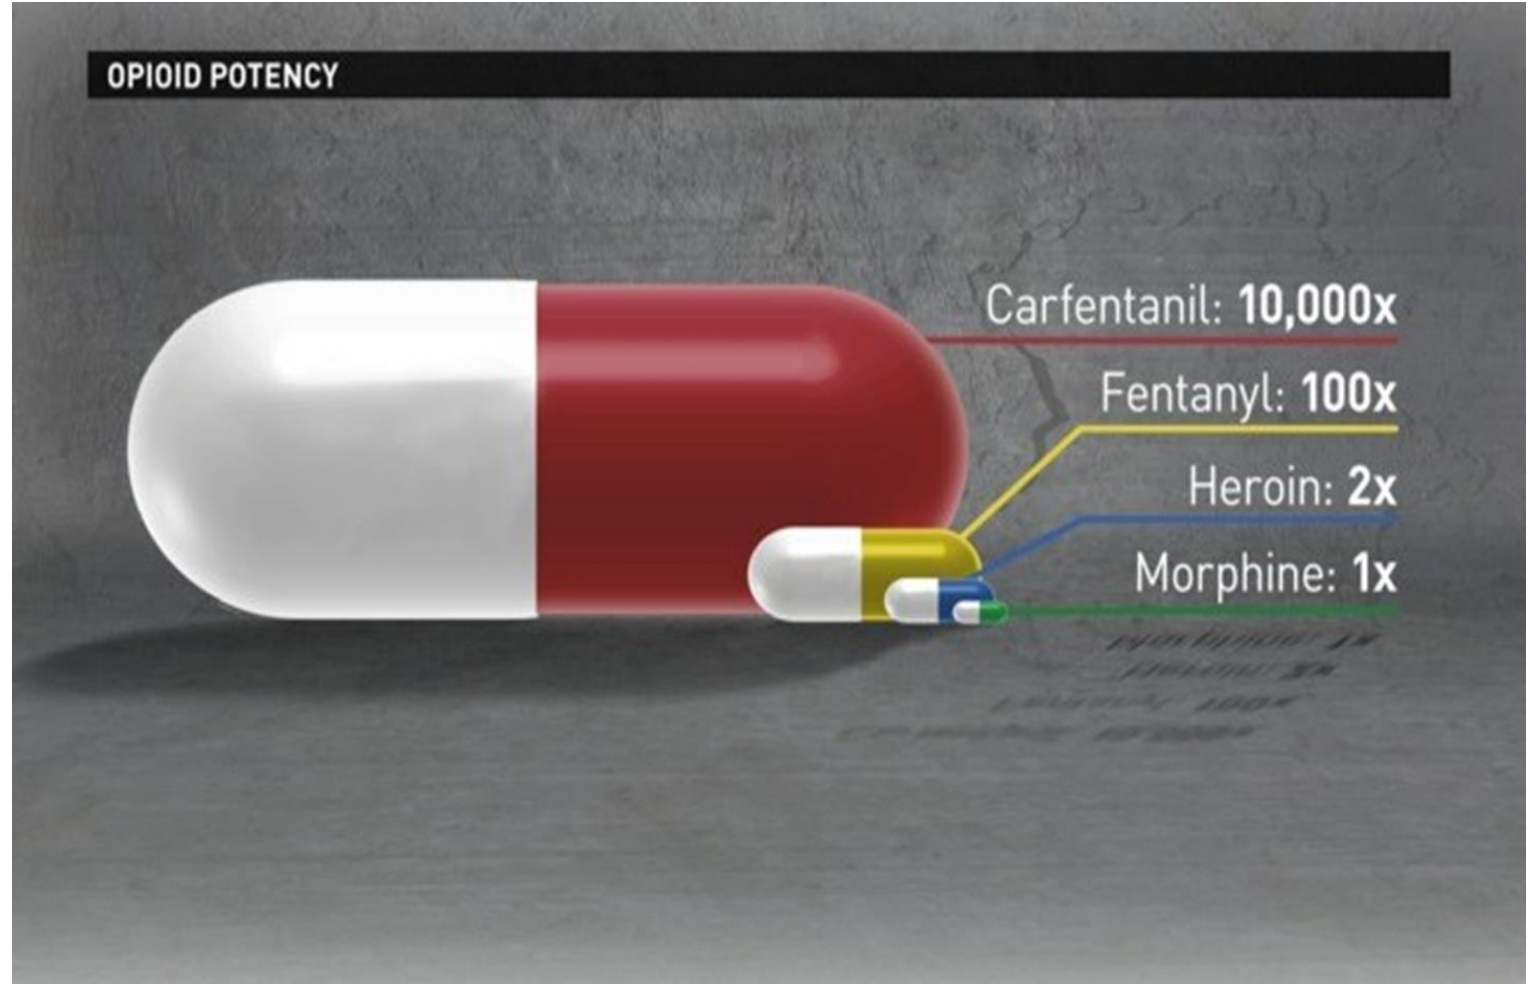 OPIOID POTENCY
Carfentanil: 10,000x
Fentanyl: 100x
Heroin: 2x
Morphine: 1x